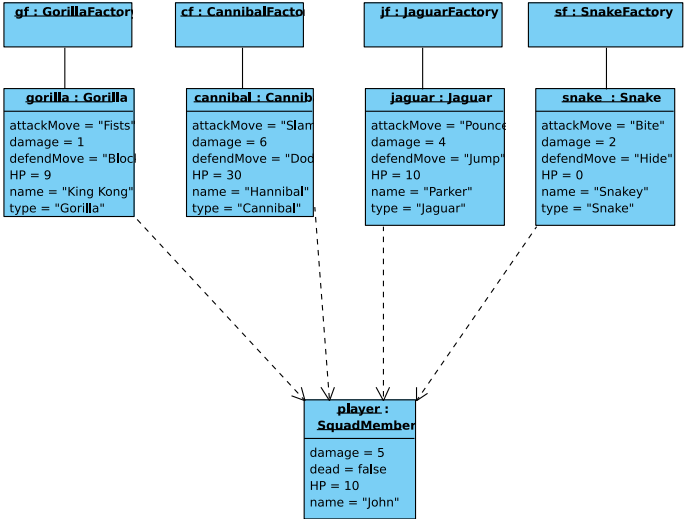 gf : GorillaFactory
cf : CannibalFacto
jf : JaguarFactory
sf : SnakeFactory
gorilla : Gorilla
attackMove = "Fists"
damage = 1
defendMove = "Bloc
HP = 9
name = "King Kong"
type = "Gorilla"
cannibal : Cannib
attackMove = "Slam
damage = 6
defendMove = "Dod
HP = 30
name = "Hannibal"
type = "Cannibal"
jaguar : Jaguar
attackMove = "Pounce
damage = 4
defendMove = "Jump"
HP = 10
name = "Parker"
type = "Jaguar"
snake : Snake
attackMove = "Bite"
damage = 2
defendMove = "Hide"
HP = 0
name = "Snakey"
type = "Snake"
player :
SquadMember
damage = 5
dead = false
HP = 10
name = "John"